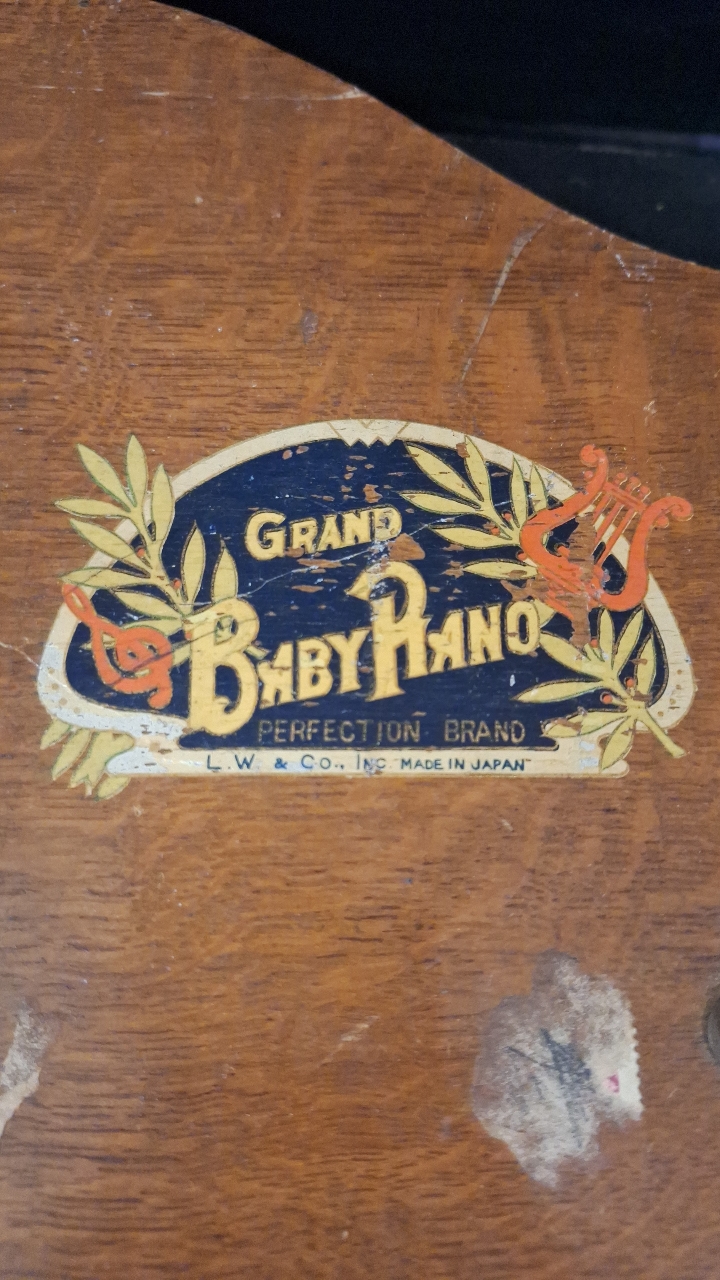 GRAND
BABY PIANO
PERFECTION BRAND
L.W. & Co., INC "MADE IN JAPAN"